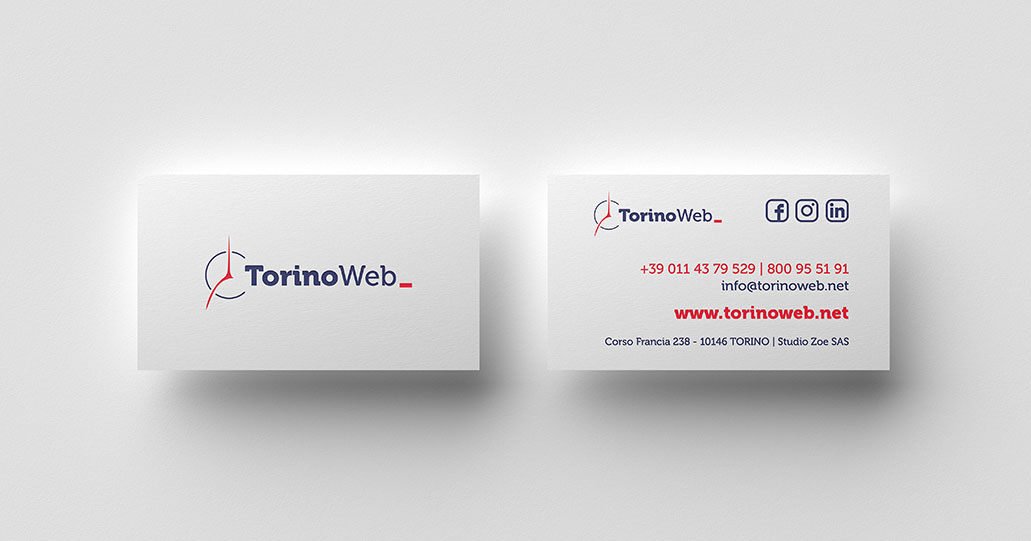 TorinoWeb_
TorinoWeb_
+39 011 43 79 529 | 800 95 51 91
info@torinoweb.net
www.torinoweb.net
Corso Francia 238 - 10146 TORINO | Studio Zoe SAS